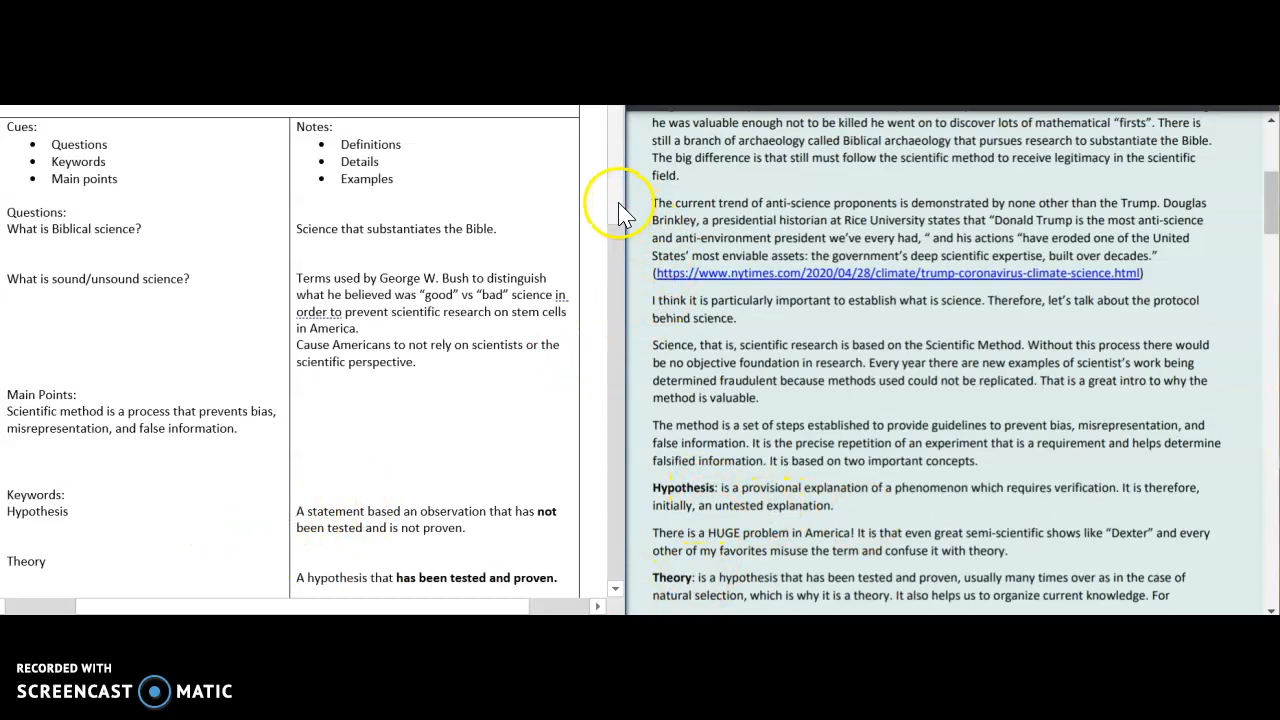 Cues:
• Questions
• Keywords
• Main points
Questions:
What is Biblical science?
What is sound/unsound science?
Main Points:
Scientific method is a process that prevents bias,
misrepresentation, and false information.
Keywords:
Hypothesis
Theory
Notes:
• Definitions
• Details
• Examples
Science that substantiates the Bible.
Terms used by George W. Bush to distinguish
what he believed was “good” vs “bad” science in
order to prevent scientific research on stem cells
in America.
Cause Americans to not rely on scientists or the
scientific perspective.
A statement based an observation that has not
been tested and is not proven.
A hypothesis that has been tested and proven.
he was valuable enough not to be killed he went on to discover lots of mathematical “firsts”. There is
still a branch of archaeology called Biblical archaeology that pursues research to substantiate the Bible.
The big difference is that still must follow the scientific method to receive legitimacy in the scientific
field.
The current trend of anti-science proponents is demonstrated by none other than the Trump. Douglas
Brinkley, a presidential historian at Rice University states that “Donald Trump is the most anti-science
and anti-environment president we’ve every had, “ and his actions “have eroded one of the United
States’ most enviable assets: the government’s deep scientific expertise, built over decades.”
(https://www.nytimes.com/2020/04/28/climate/trump-coronavirus-climate-science.html)
I think it is particularly important to establish what is science. Therefore, let’s talk about the protocol
behind science.
Science, that is, scientific research is based on the Scientific Method. Without this process there would
be no objective foundation in research. Every year there are new examples of scientist’s work being
determined fraudulent because methods used could not be replicated. That is a great intro to why the
method is valuable.
The method is a set of steps established to provide guidelines to prevent bias, misrepresentation, and
false information. It is the precise repetition of an experiment that is a requirement and helps determine
falsified information. It is based on two important concepts.
Hypothesis: is a provisional explanation of a phenomenon which requires verification. It is therefore,
initially, an untested explanation.
There is a HUGE problem in America! It is that even great semi-scientific shows like “Dexter” and every
other of my favorites misuse the term and confuse it with theory.
Theory: is a hypothesis that has been tested and proven, usually many times over as in the case of
natural selection, which is why it is a theory. It also helps us to organize current knowledge. For
RECORDED WITH
SCREENCAST MATIC